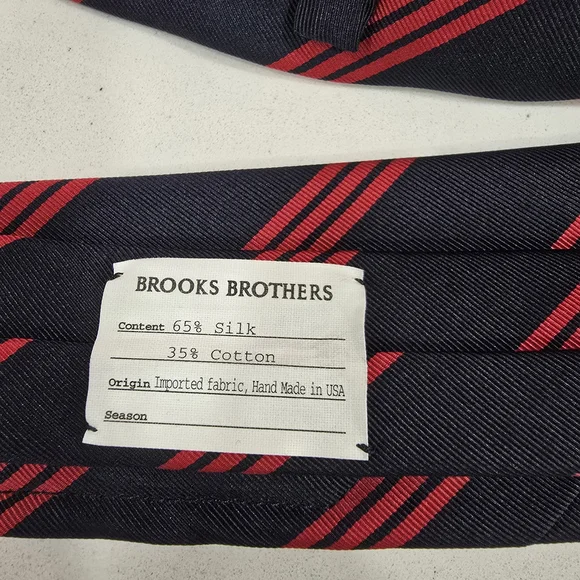 BROOKS BROTHERS
Content 65% Silk
35% Cotton
Origin Imported fabric, Hand Made in USA
Season